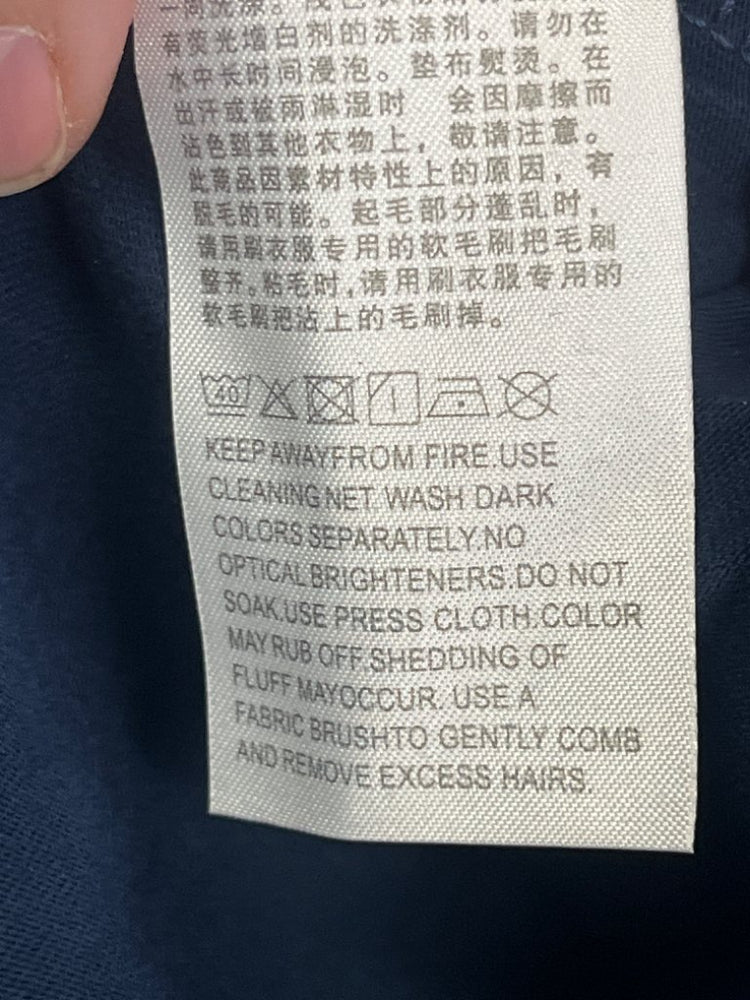 有荧光增白剂的洗涤剂。请勿在
水中长时间浸泡。垫布熨烫。在
出汗或被雨淋湿时 会因摩擦而
沾色到其他衣物上，敬请注意。
此商品因素材特性上的原因，有
脱毛的可能。起毛部分蓬乱时，
请用刷衣服专用的软毛刷把毛刷
整齐。粘毛时,请用刷衣服专用的
软毛刷把沾上的毛刷掉。
40
KEEP AWAYFROM FIRE.USE
CLEANING NET. WASH DARK
COLORS SEPARATELY.NO
OPTICAL BRIGHTENERS.DO NOT
SOAK.USE PRESS CLOTH.COLOR
MAY RUB OFF.SHEDDING OF
FLUFF MAYOCCUR. USE A
FABRIC BRUSHTO GENTLY COMB
AND REMOVE EXCESS HAIRS.